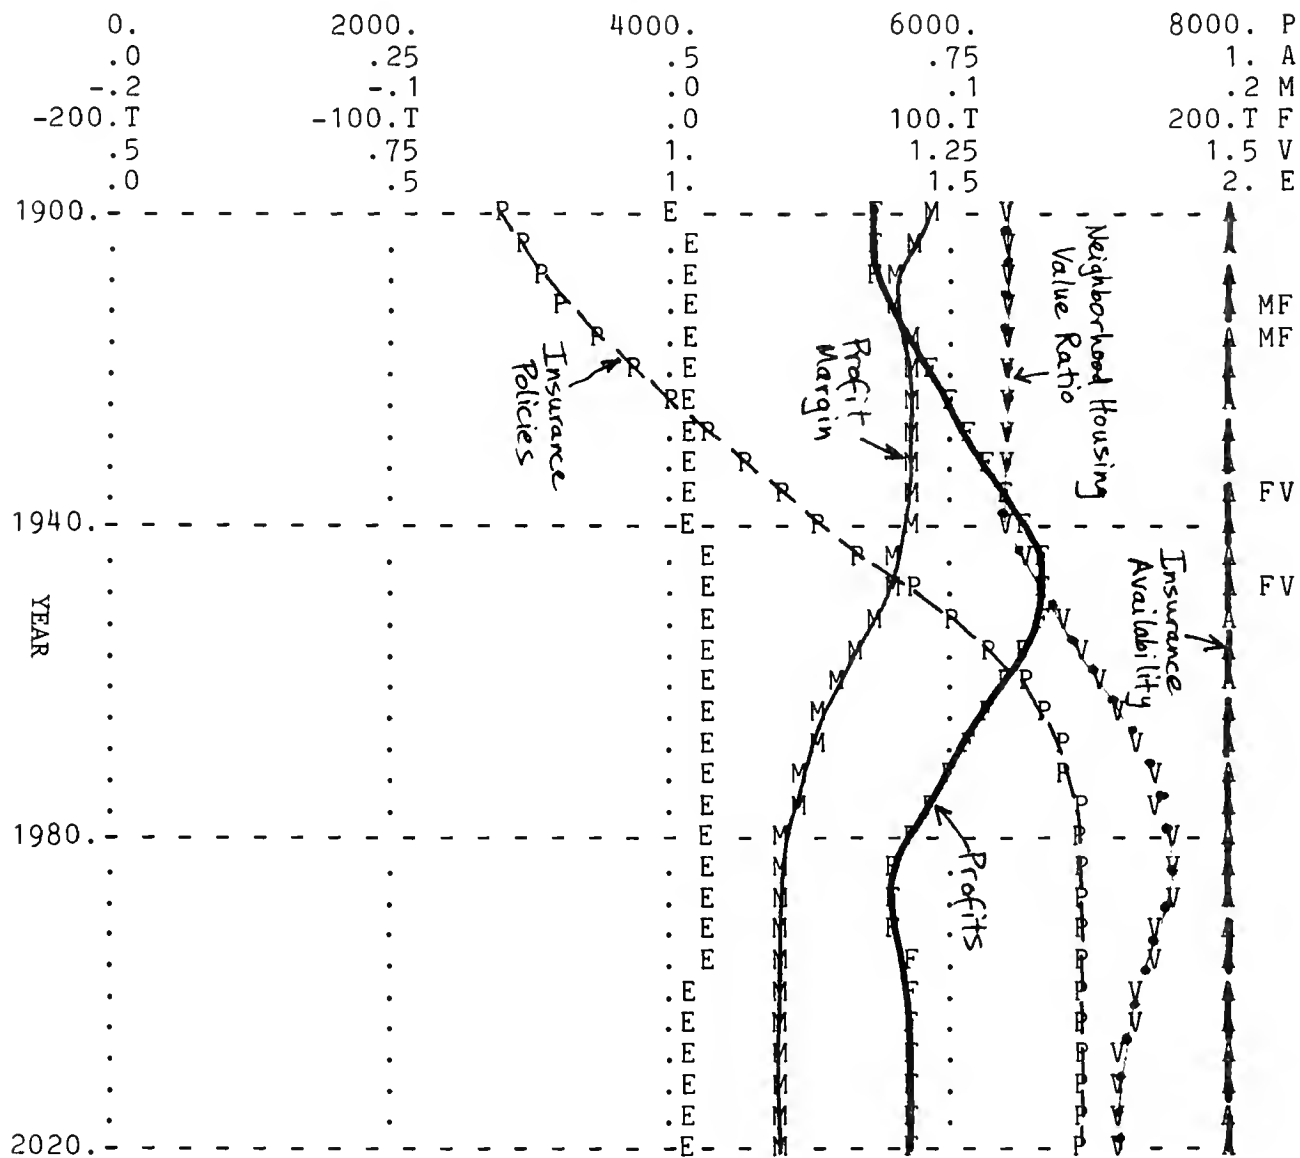 0. 2000. 4000. 6000. 8000. P
.0 .25 .5 .75 1. A
-.2 -.1 .0 .1 .2 M
-200.T -100.T .0 100.T 200.T F
.5 .75 1. 1.25 1.5 V
.0 .5 1. 1.5 2. E
1900. - - - - - - - P - - - E - - - - F - M - V - - - - A
. P . E F M . V A
. P . E F M . V A
. P . E M . V A MF
. P . E M . V A MF
. . P . E M F . V A
. . P E M F V A
. . . E P M . F V A
. . . E P M . F V A
. . . E P M . F A FV
1940. - - - - - - - - - - - E - - P - - M - V F - - - - A
. . . E P M . V F A
. . . E M P . F A FV
. . . E M P F V A
. . . E M . P F V A
. . . E M . F P V A
. . . E M . F P V A
. . . E M . F P V A
. . . E M F P V A
. . . E M F . P V A
1980. - - - - - - - - - - - E - - M - - F - - - P - - V - A
. . . E M F . P V A
. . . E M F . P V A
. . . E M F . P V A
. . . E M F . P V A
. . . E M F . P V A
. . . E M F . P V A
. . . E M F . P V A
. . . E M F . P V A
. . . E M F . P V A
2020. - - - - - - - - - - - E - - M - - F - - - P - V - - A
YEAR
Insurance
Policies
Profit
Margin
Neighborhood Housing
Value Ratio
Insurance
Availability
Profits